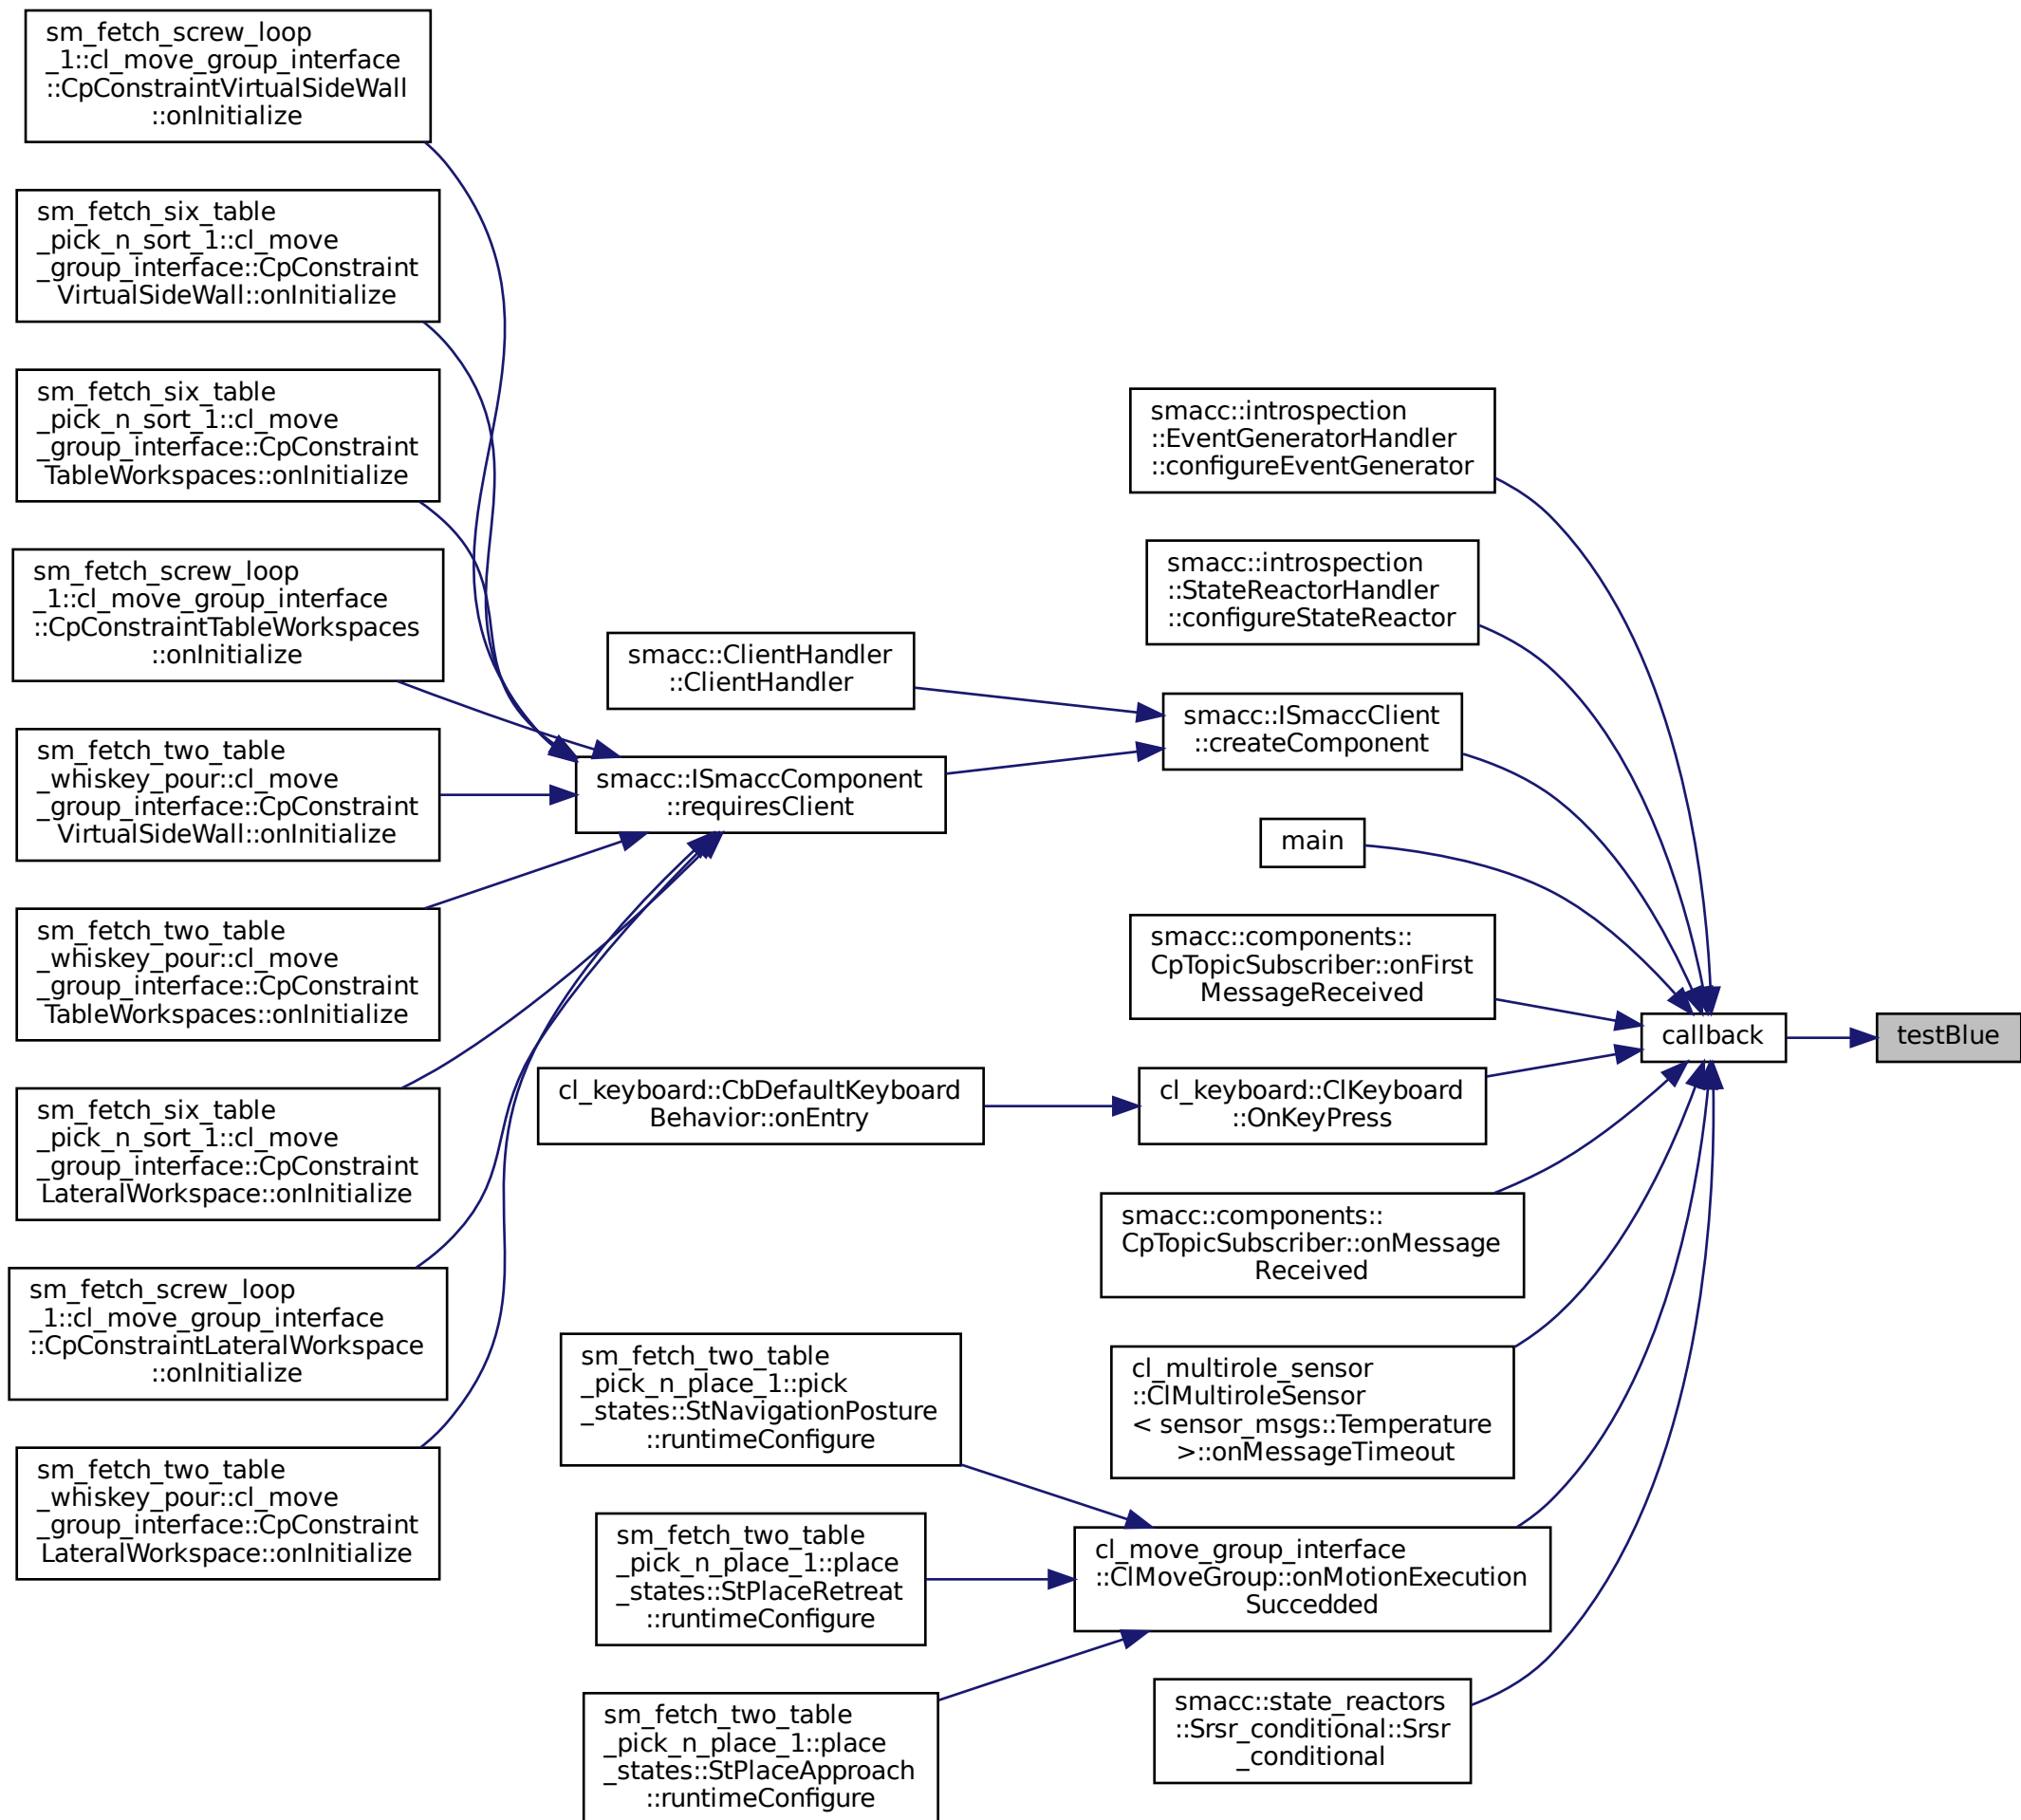 sm_fetch_screw_loop
_1::cl_move_group_interface
::CpConstraintVirtualSideWall
::onInitialize
sm_fetch_six_table
_pick_n_sort_1::cl_move
_group_interface::CpConstraint
VirtualSideWall::onInitialize
sm_fetch_six_table
_pick_n_sort_1::cl_move
_group_interface::CpConstraint
TableWorkspaces::onInitialize
sm_fetch_screw_loop
_1::cl_move_group_interface
::CpConstraintTableWorkspaces
::onInitialize
sm_fetch_two_table
_whiskey_pour::cl_move
_group_interface::CpConstraint
VirtualSideWall::onInitialize
sm_fetch_two_table
_whiskey_pour::cl_move
_group_interface::CpConstraint
TableWorkspaces::onInitialize
sm_fetch_six_table
_pick_n_sort_1::cl_move
_group_interface::CpConstraint
LateralWorkspace::onInitialize
sm_fetch_screw_loop
_1::cl_move_group_interface
::CpConstraintLateralWorkspace
::onInitialize
sm_fetch_two_table
_whiskey_pour::cl_move
_group_interface::CpConstraint
LateralWorkspace::onInitialize
smacc::ClientHandler
::ClientHandler
smacc::ISmaccComponent
::requiresClient
cl_keyboard::CbDefaultKeyboard
Behavior::onEntry
sm_fetch_two_table
_pick_n_place_1::pick
_states::StNavigationPosture
::runtimeConfigure
sm_fetch_two_table
_pick_n_place_1::place
_states::StPlaceRetreat
::runtimeConfigure
sm_fetch_two_table
_pick_n_place_1::place
_states::StPlaceApproach
::runtimeConfigure
smacc::introspection
::EventGeneratorHandler
::configureEventGenerator
smacc::introspection
::StateReactorHandler
::configureStateReactor
smacc::ISmaccClient
::createComponent
main
smacc::components::
CpTopicSubscriber::onFirst
MessageReceived
cl_keyboard::ClKeyboard
::OnKeyPress
smacc::components::
CpTopicSubscriber::onMessage
Received
cl_multirole_sensor
::ClMultiroleSensor
< sensor_msgs::Temperature
>::onMessageTimeout
cl_move_group_interface
::ClMoveGroup::onMotionExecution
Succedded
smacc::state_reactors
::Srsr_conditional::Srsr
_conditional
callback
testBlue